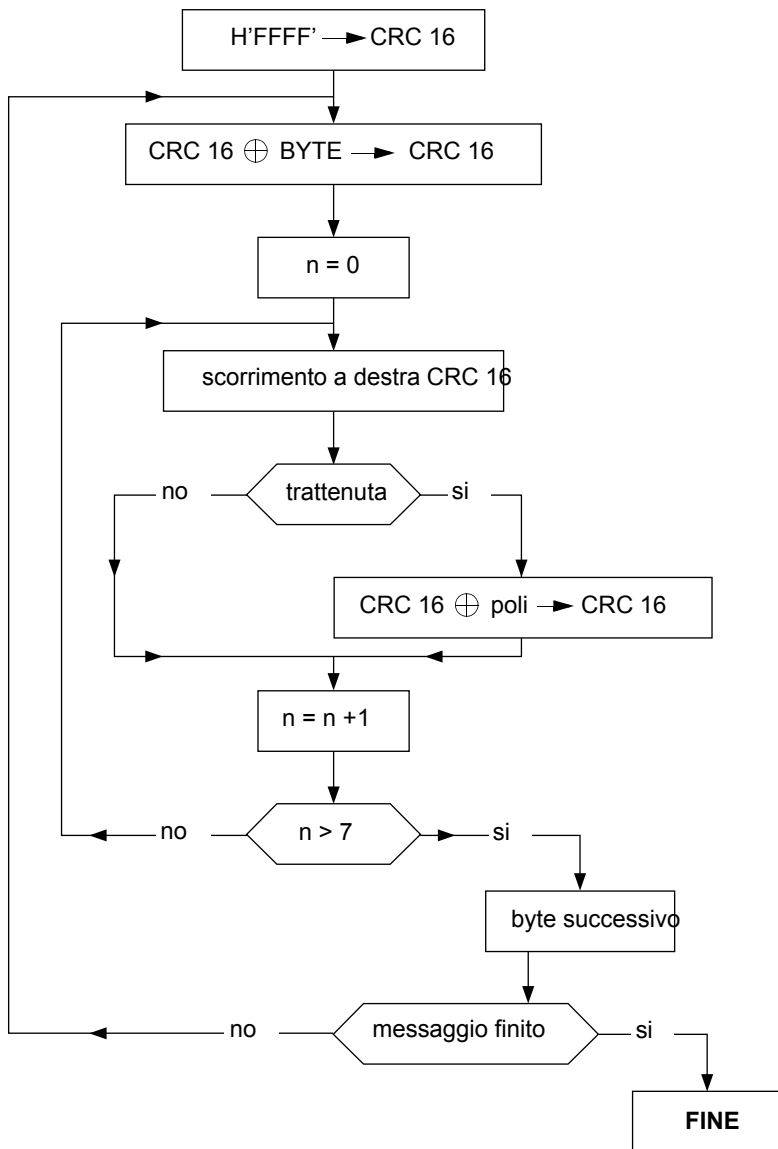 H’FFFF’ → CRC 16
CRC 16 ⊕ BYTE → CRC 16
n = 0
scorrimento a destra CRC 16
no
trattenuta
si
CRC 16 ⊕ poli → CRC 16
n = n +1
no
n > 7
si
byte successivo
no
messaggio finito
si
FINE